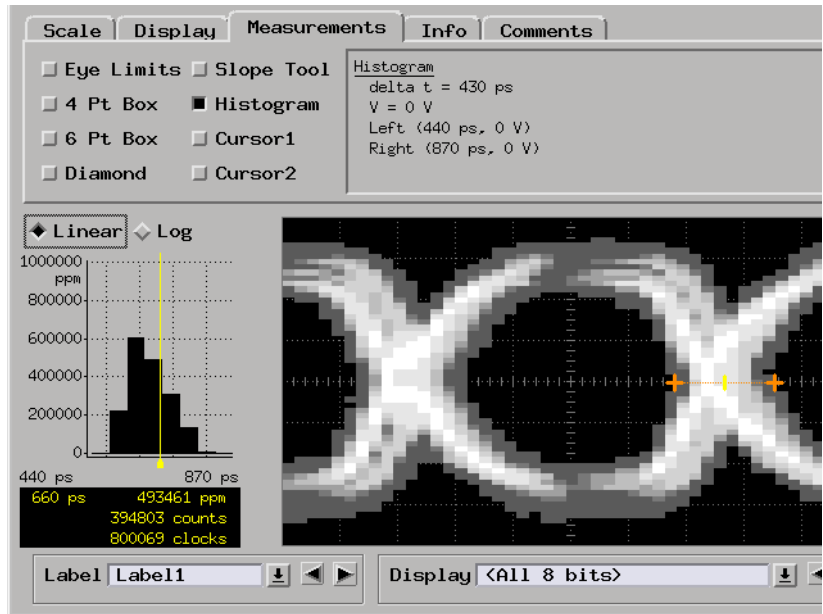 Scale Display Measurements Info Comments
Eye Limits Slope Tool
4 Pt Box Histogram
6 Pt Box Cursor1
Diamond Cursor2
Histogram
delta t = 430 ps
V = 0 V
Left (440 ps, 0 V)
Right (870 ps, 0 V)
Linear Log
1000000
ppm
800000
600000
400000
200000
0
440 ps 870 ps
660 ps 493461 ppm
394803 counts
800069 clocks
Label Label1 Display <All 8 bits>